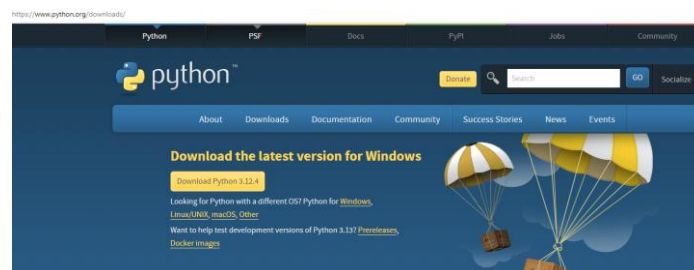 https://www.python.org/downloads/
Python PSF Docs PyPI Jobs Community
python™
Donate Search GO Socialize
About Downloads Documentation Community Success Stories News Events
Download the latest version for Windows
Download Python 3.12.4
Looking for Python with a different OS? Python for Windows,
Linux/UNIX, macOS, Other
Want to help test development versions of Python 3.13? Prereleases,
Docker images